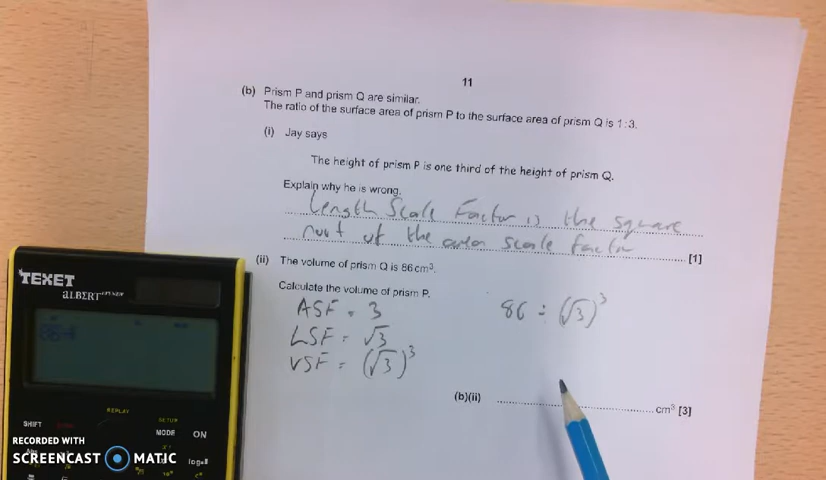 11
(b) Prism P and prism Q are similar.
The ratio of the surface area of prism P to the surface area of prism Q is 1:3.
(i) Jay says
The height of prism P is one third of the height of prism Q.
Explain why he is wrong.
Length Scale Factor is the square
root of the area scale factor
[1]
(ii) The volume of prism Q is 86 cm³.
Calculate the volume of prism P.
ASF = 3
LSF = √3
VSF = (√3)³
86 ÷ (√3)³
(b)(ii) cm³ [3]
TEXET
ALBERT
REPLAY
SHIFT
SETUP
MODE
ON
log
RECORDED WITH
SCREENCAST MATIC